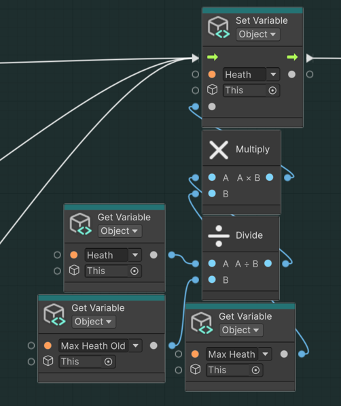 Set Variable
Object
Heath
This
Multiply
A A × B
B
Divide
A A ÷ B
B
Get Variable
Object
Heath
This
Get Variable
Object
Max Heath Old
This
Get Variable
Object
Max Heath
This